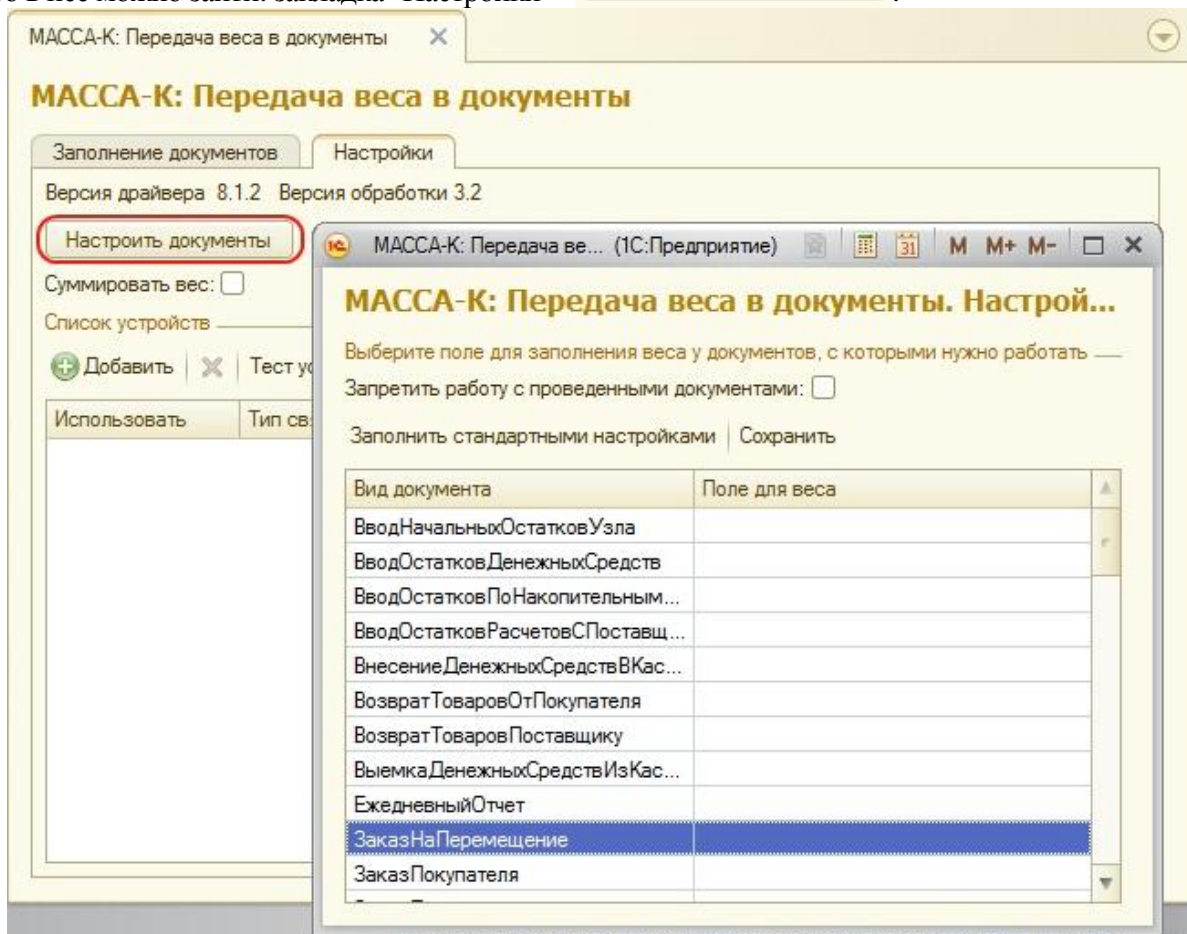 МАССА-К: Передача веса в документы
МАССА-К: Передача веса в документы
Заполнение документов Настройки
Версия драйвера 8.1.2 Версия обработки 3.2
Настроить документы
Суммировать вес:
Список устройств
Добавить Тест
Использовать Тип
МАССА-К: Передача ве... (1С:Предприятие) 31 M M+ M-
МАССА-К: Передача веса в документы. Настрой...
Выберите поле для заполнения веса у документов, с которыми нужно работать
Запретить работу с проведенными документами:
Заполнить стандартными настройками Сохранить
Вид документа Поле для веса
ВводНачальныхОстатковУзла
ВводОстатковДенежныхСредств
ВводОстатковПоНакопительным...
ВводОстатковРасчетовСПоставщ...
ВнесениеДенежныхСредствВКас...
ВозвратТоваровОтПокупателя
ВозвратТоваровПоставщику
ВыемкаДенежныхСредствИзКас...
ЕжедневныйОтчет
ЗаказНаПеремещение
ЗаказПокупателя